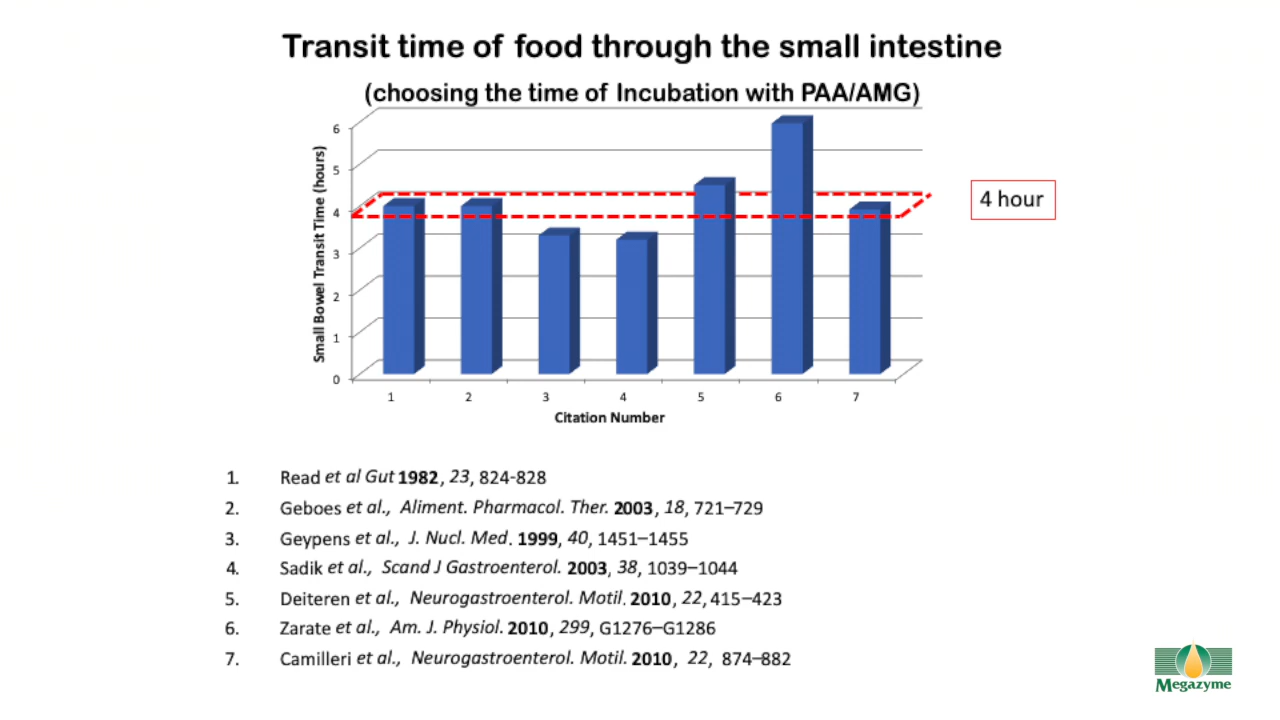 Transit time of food through the small intestine
(choosing the time of Incubation with PAA/AMG)
Small Bowel Transit Time (hours)
6
5
4
3
2
1
0
4 hour
1 2 3 4 5 6 7
Citation Number
1. Read et al Gut 1982, 23, 824-828
2. Geboes et al., Aliment. Pharmacol. Ther. 2003, 18, 721–729
3. Geypens et al., J. Nucl. Med. 1999, 40, 1451–1455
4. Sadik et al., Scand J Gastroenterol. 2003, 38, 1039–1044
5. Deiteren et al., Neurogastroenterol. Motil. 2010, 22, 415–423
6. Zarate et al., Am. J. Physiol. 2010, 299, G1276–G1286
7. Camilleri et al., Neurogastroenterol. Motil. 2010, 22, 874–882
Megazyme